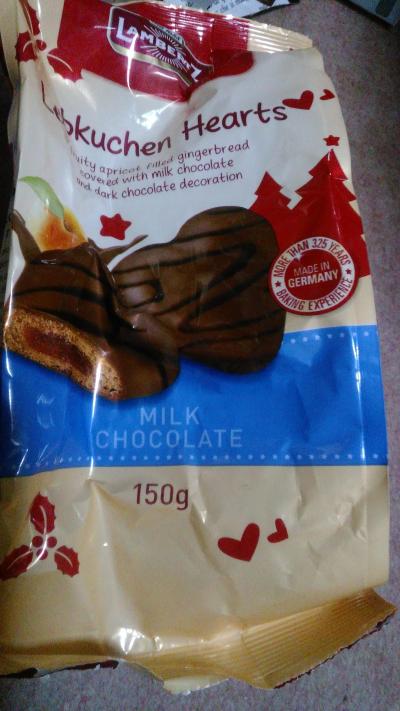 LAMBERTZ
Lebkuchen Hearts
fruity apricot filled gingerbread
covered with milk chocolate
and dark chocolate decoration
MORE THAN 325 YEARS
MADE IN
GERMANY
BAKING EXPERIENCE
MILK
CHOCOLATE
150g